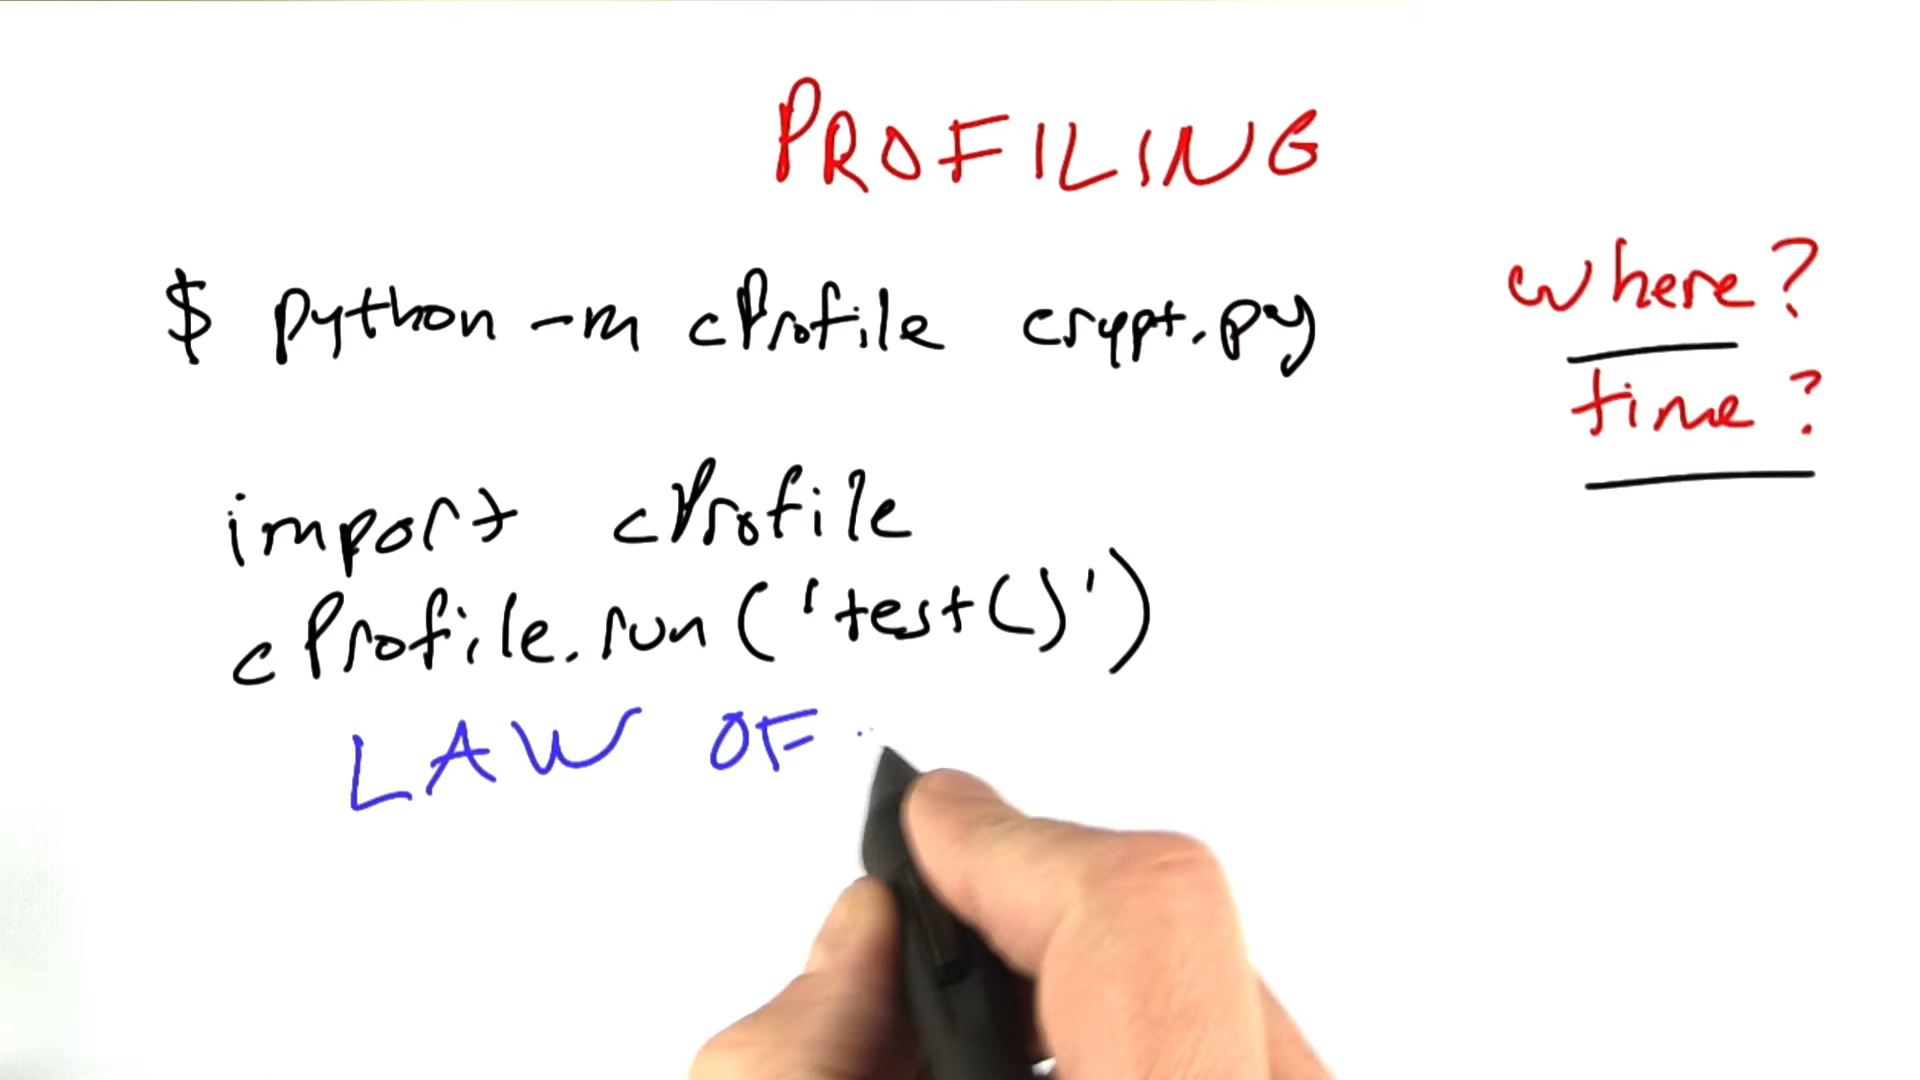 PROFILING
$ python -m cProfile crypt.py
where?
time?
import cProfile
cProfile.run('test()')
LAW OF